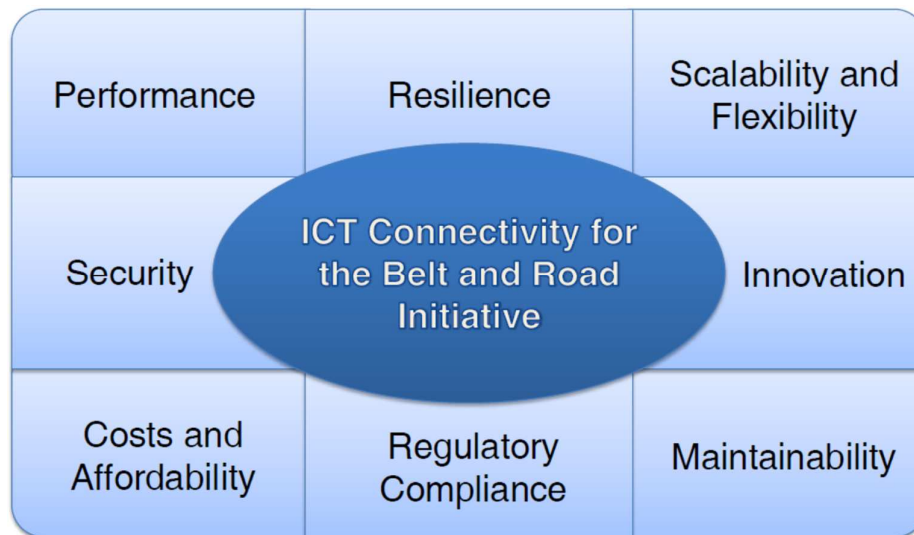 Performance
Resilience
Scalability and
Flexibility
Security
ICT Connectivity for
the Belt and Road
Initiative
Innovation
Costs and
Affordability
Regulatory
Compliance
Maintainability